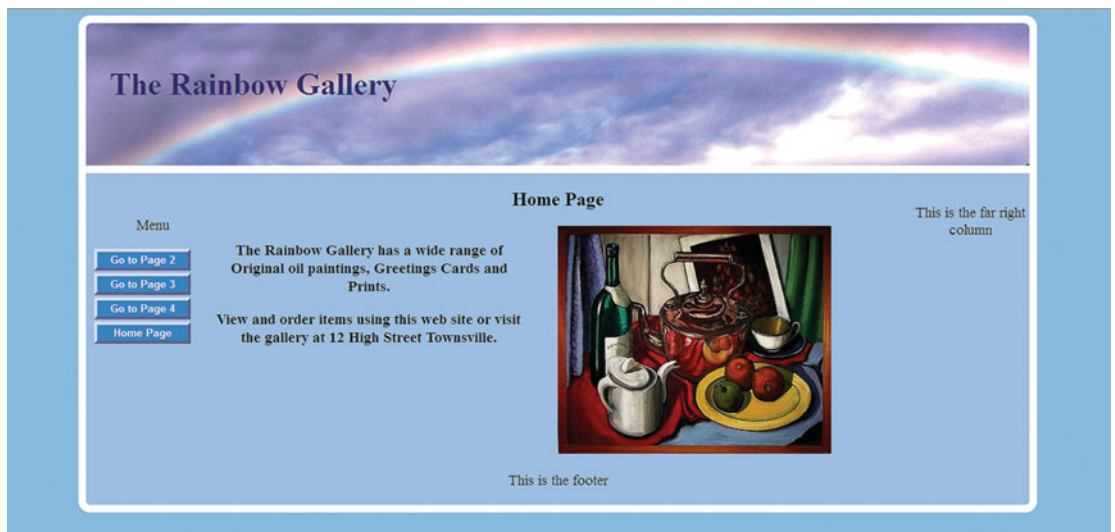 The Rainbow Gallery
Home Page
Menu
Go to Page 2
Go to Page 3
Go to Page 4
Home Page
The Rainbow Gallery has a wide range of
Original oil paintings, Greetings Cards and
Prints.
View and order items using this web site or visit
the gallery at 12 High Street Townsville.
This is the far right
column
This is the footer